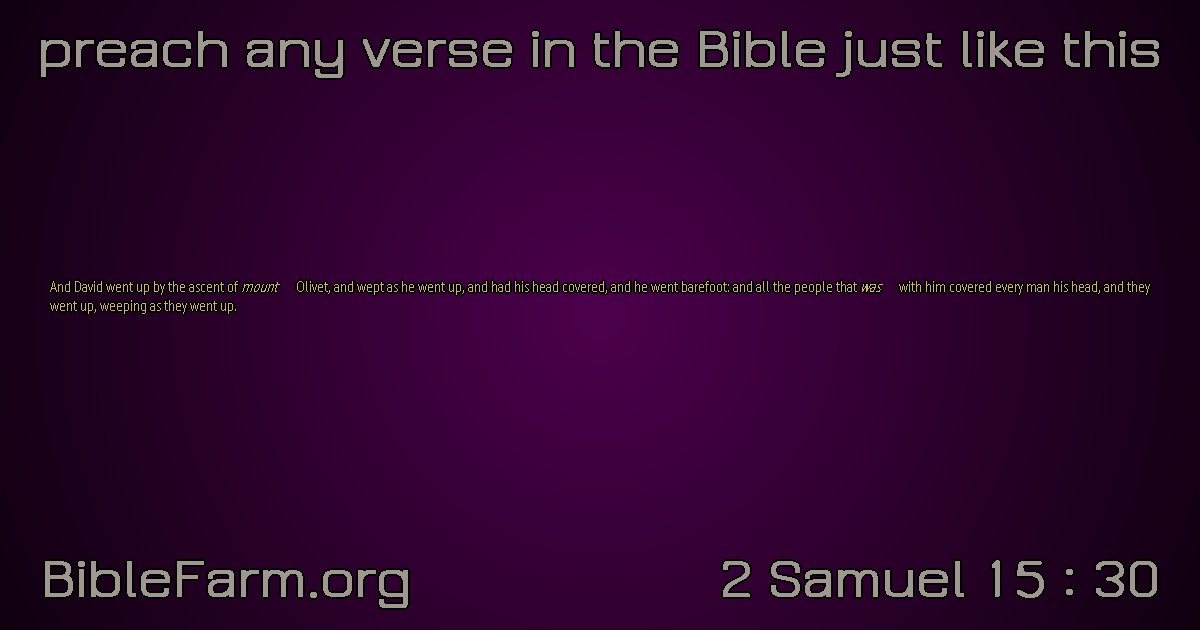 preach any verse in the Bible just like this
And David went up by the ascent of mount Olivet, and wept as he went up, and had his head covered, and he went barefoot: and all the people that was with him covered every man his head, and they
went up, weeping as they went up.
BibleFarm.org
2 Samuel 15 : 30